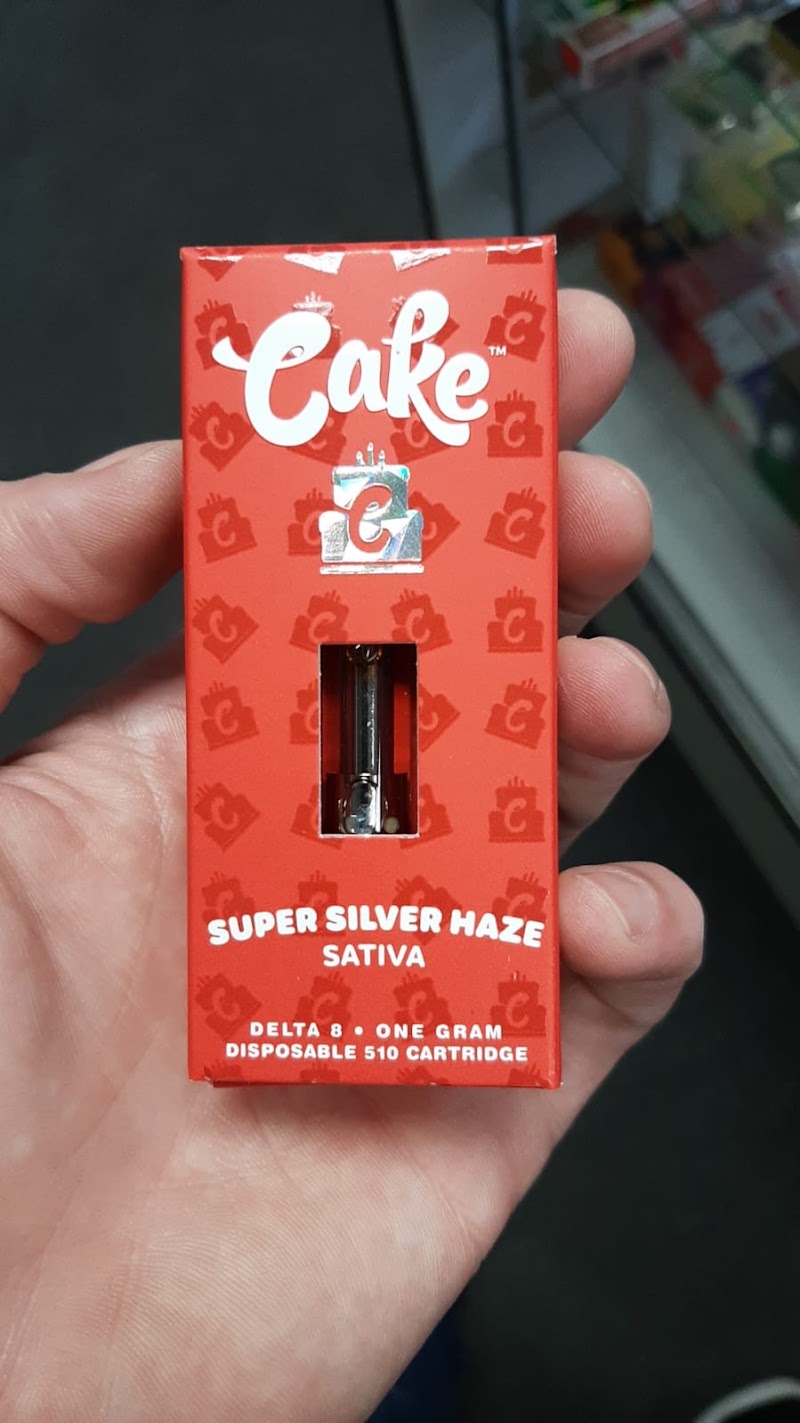 Cake™
C
SUPER SILVER HAZE
SATIVA
DELTA 8 • ONE GRAM
DISPOSABLE 510 CARTRIDGE